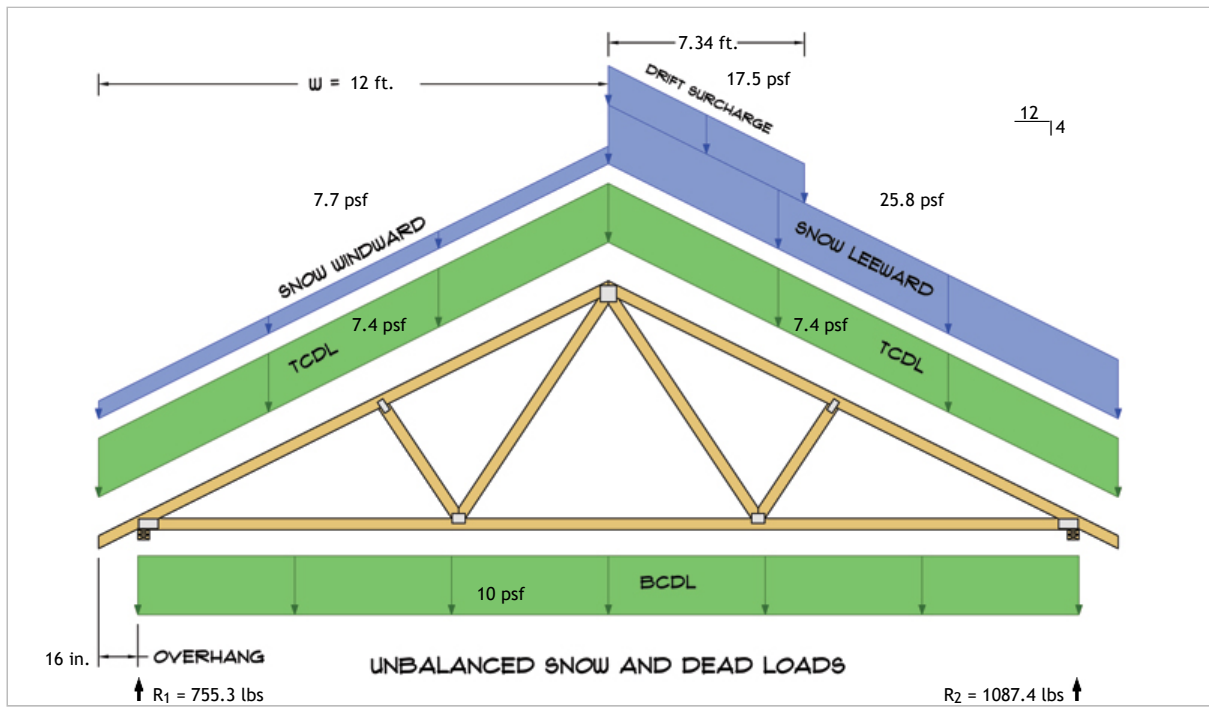 7.34 ft.
W = 12 ft.
DRIFT SURCHARGE
17.5 psf
12
4
7.7 psf
25.8 psf
SNOW WINDWARD
SNOW LEEWARD
7.4 psf
7.4 psf
TCDL
TCDL
10 psf
BCDL
16 in.
OVERHANG
UNBALANCED SNOW AND DEAD LOADS
R1 = 755.3 lbs
R2 = 1087.4 lbs